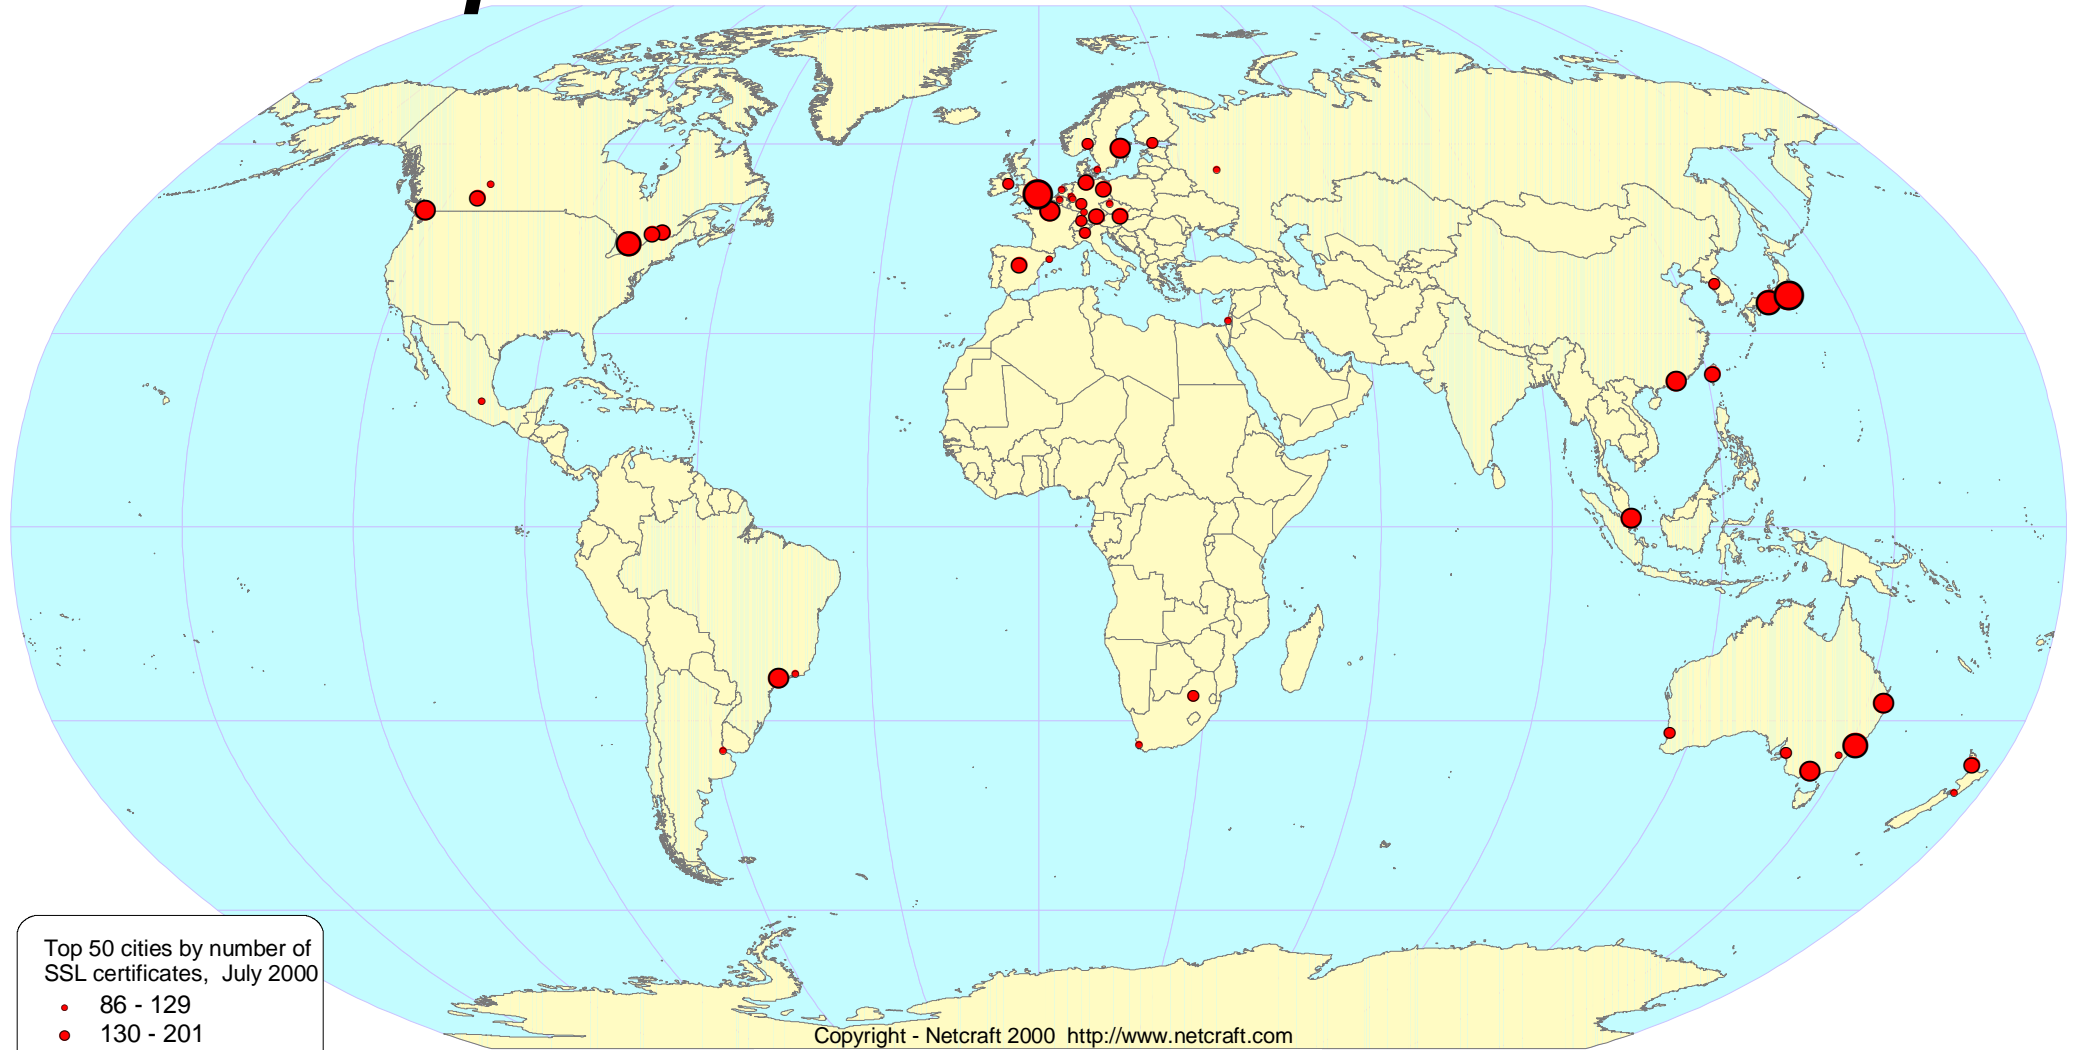 Top 50 cities by number of
SSL certificates, July 2000
86 - 129
130 - 201
Copyright - Netcraft 2000 http://www.netcraft.com